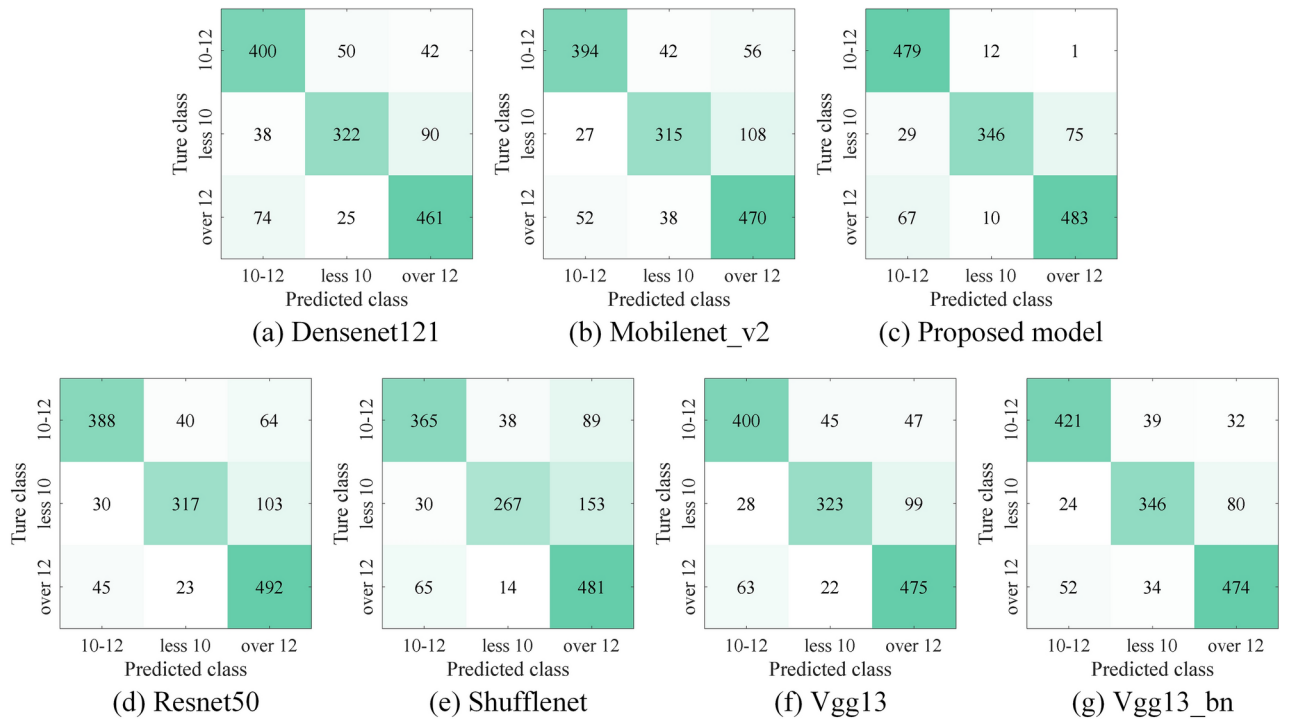 Ture class
10-12
400 50 42
less 10
38 322 90
over 12
74 25 461
10-12 less 10 over 12
Predicted class
(a) Densenet121
Ture class
10-12
394 42 56
less 10
27 315 108
over 12
52 38 470
10-12 less 10 over 12
Predicted class
(b) Mobilenet_v2
Ture class
10-12
479 12 1
less 10
29 346 75
over 12
67 10 483
10-12 less 10 over 12
Predicted class
(c) Proposed model
Ture class
10-12
388 40 64
less 10
30 317 103
over 12
45 23 492
10-12 less 10 over 12
Predicted class
(d) Resnet50
Ture class
10-12
365 38 89
less 10
30 267 153
over 12
65 14 481
10-12 less 10 over 12
Predicted class
(e) Shufflenet
Ture class
10-12
400 45 47
less 10
28 323 99
over 12
63 22 475
10-12 less 10 over 12
Predicted class
(f) Vgg13
Ture class
10-12
421 39 32
less 10
24 346 80
over 12
52 34 474
10-12 less 10 over 12
Predicted class
(g) Vgg13_bn